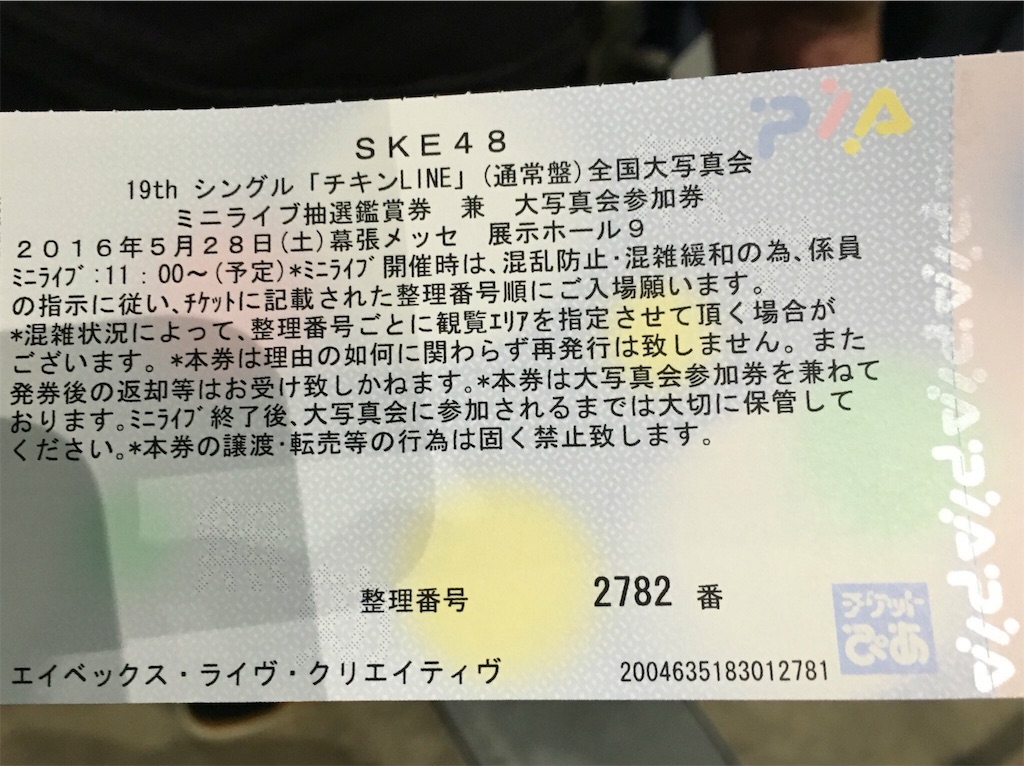 PIA
SKE48
19th シングル「チキンLINE」(通常盤)全国大写真会
ミニライブ抽選鑑賞券 兼 大写真会参加券
2016年5月28日(土)幕張メッセ 展示ホール9
ﾐﾆﾗｲﾌﾞ:11:00～(予定)*ﾐﾆﾗｲﾌﾞ開催時は、混乱防止・混雑緩和の為、係員
の指示に従い、ﾁｹｯﾄに記載された整理番号順にご入場願います。
*混雑状況によって、整理番号ごとに観覧ｴﾘｱを指定させて頂く場合が
ございます。*本券は理由の如何に関わらず再発行は致しません。また
発券後の返却等はお受け致しかねます。*本券は大写真会参加券を兼ねて
おります。ﾐﾆﾗｲﾌﾞ終了後、大写真会に参加されるまでは大切に保管して
ください。*本券の譲渡・転売等の行為は固く禁止致します。
整理番号 2782 番
チケットぴあ
エイベックス・ライヴ・クリエイティヴ 2004635183012781
PIA PIA PIA PIA